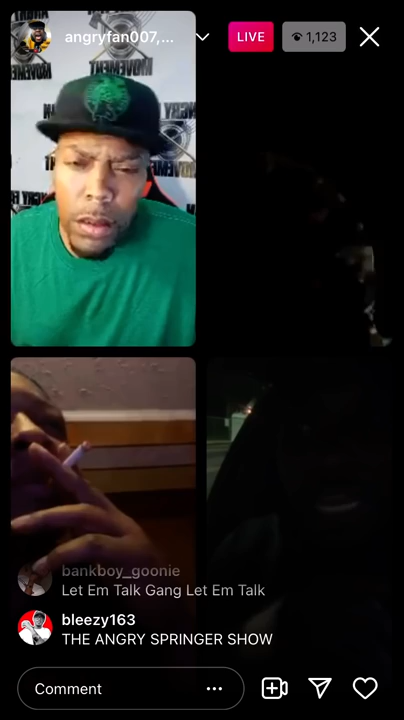 angryfan007,...
LIVE
1,123
bankboy_goonie
Let Em Talk Gang Let Em Talk
bleezy163
THE ANGRY SPRINGER SHOW
Comment